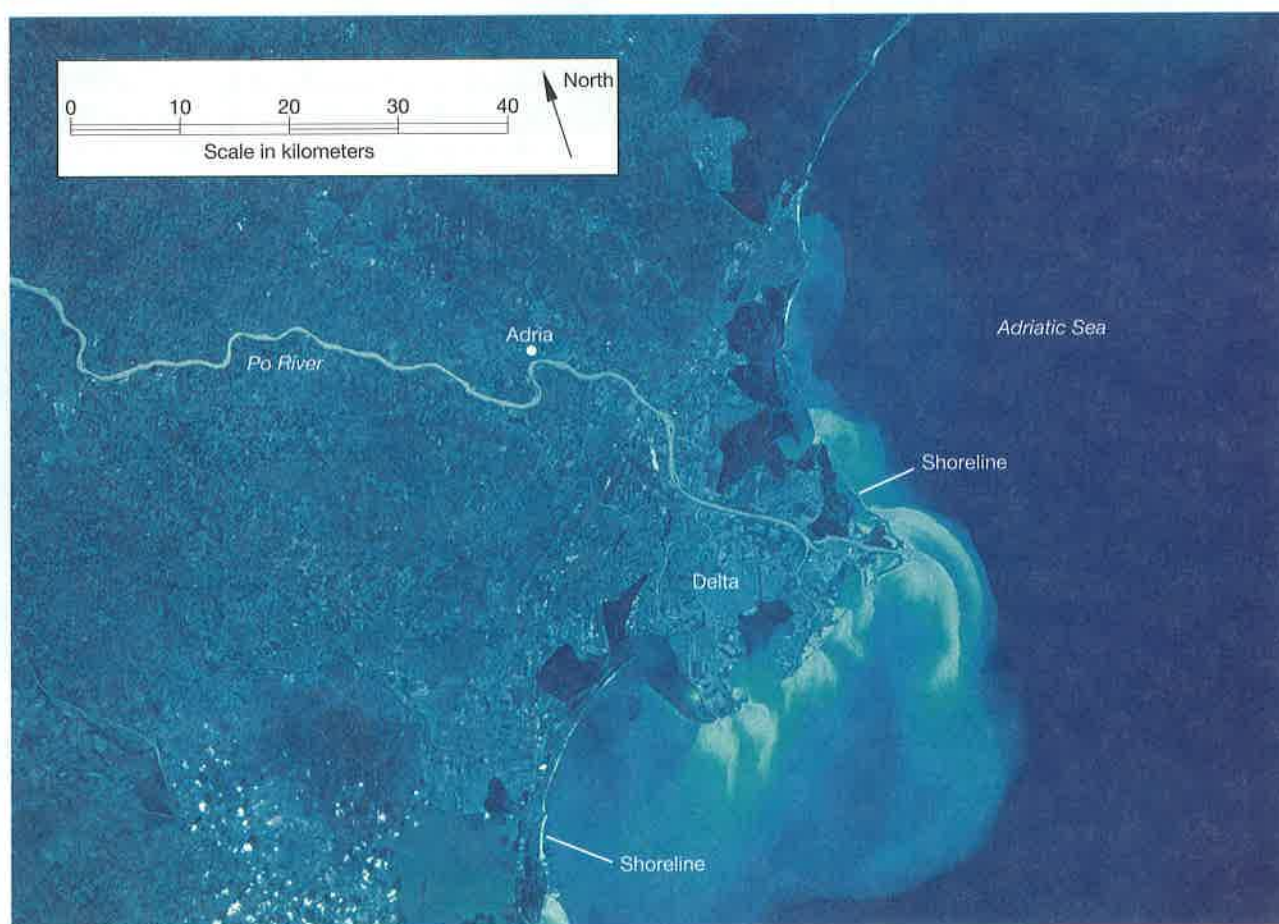 North
0 10 20 30 40
Scale in kilometers
Adriatic Sea
Adria
Po River
Shoreline
Delta
Shoreline